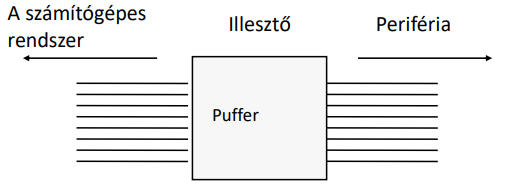 A számítógépes
rendszer
Illesztő
Periféria
Puffer